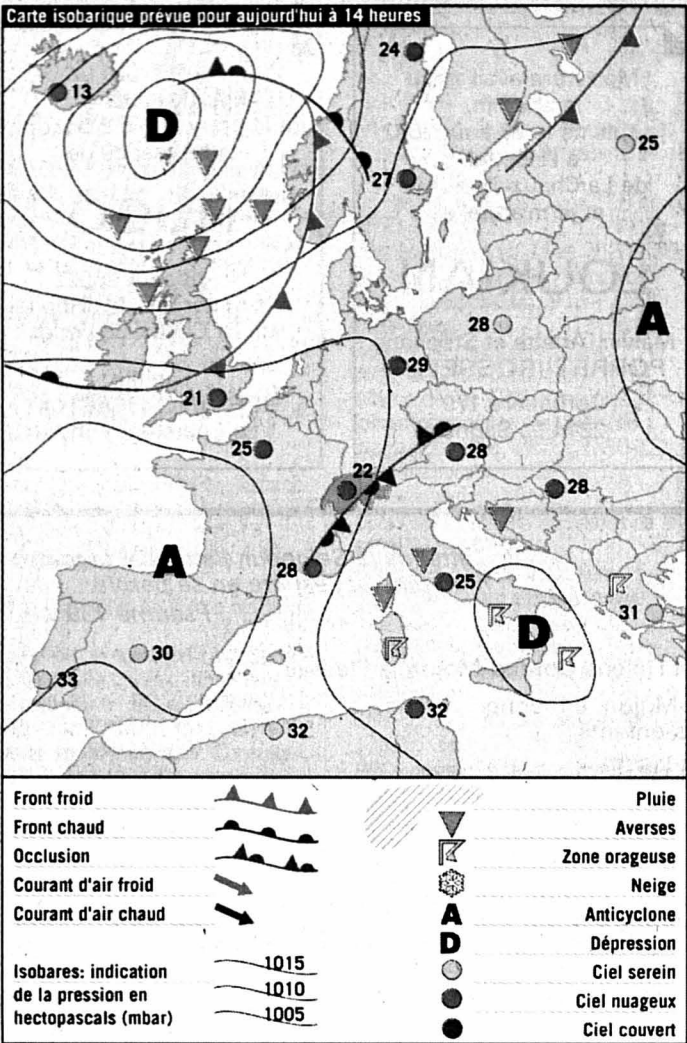 Carte isobarique prévue pour aujourd'hui à 14 heures
24
13
D
25
27
A
28
29
21
25
28
22
28
A
28
25
31
D
30
33
32
32
Front froid
Front chaud
Occlusion
Courant d'air froid
Courant d'air chaud
Isobares: indication
de la pression en
hectopascals (mbar)
1015
1010
1005
Pluie
Averses
Zone orageuse
Neige
A Anticyclone
D Dépression
Ciel serein
Ciel nuageux
Ciel couvert